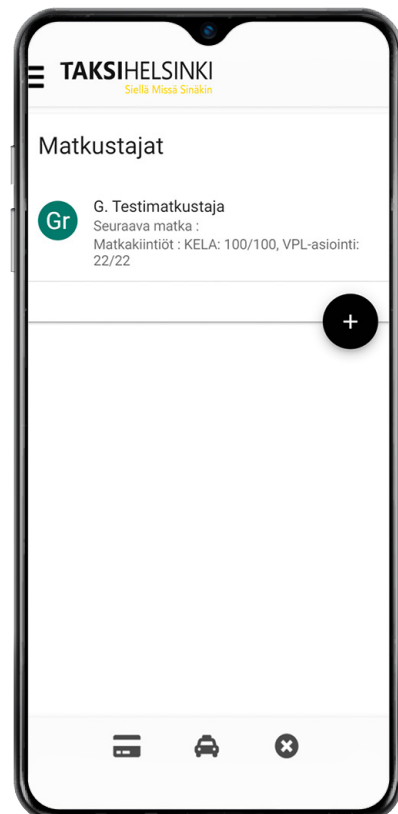 TAKSIHELSINKI
Siellä Missä Sinäkin
Matkustajat
Gr
G. Testimatkustaja
Seuraava matka :
Matkakiintiöt : KELA: 100/100, VPL-asiointi:
22/22
+